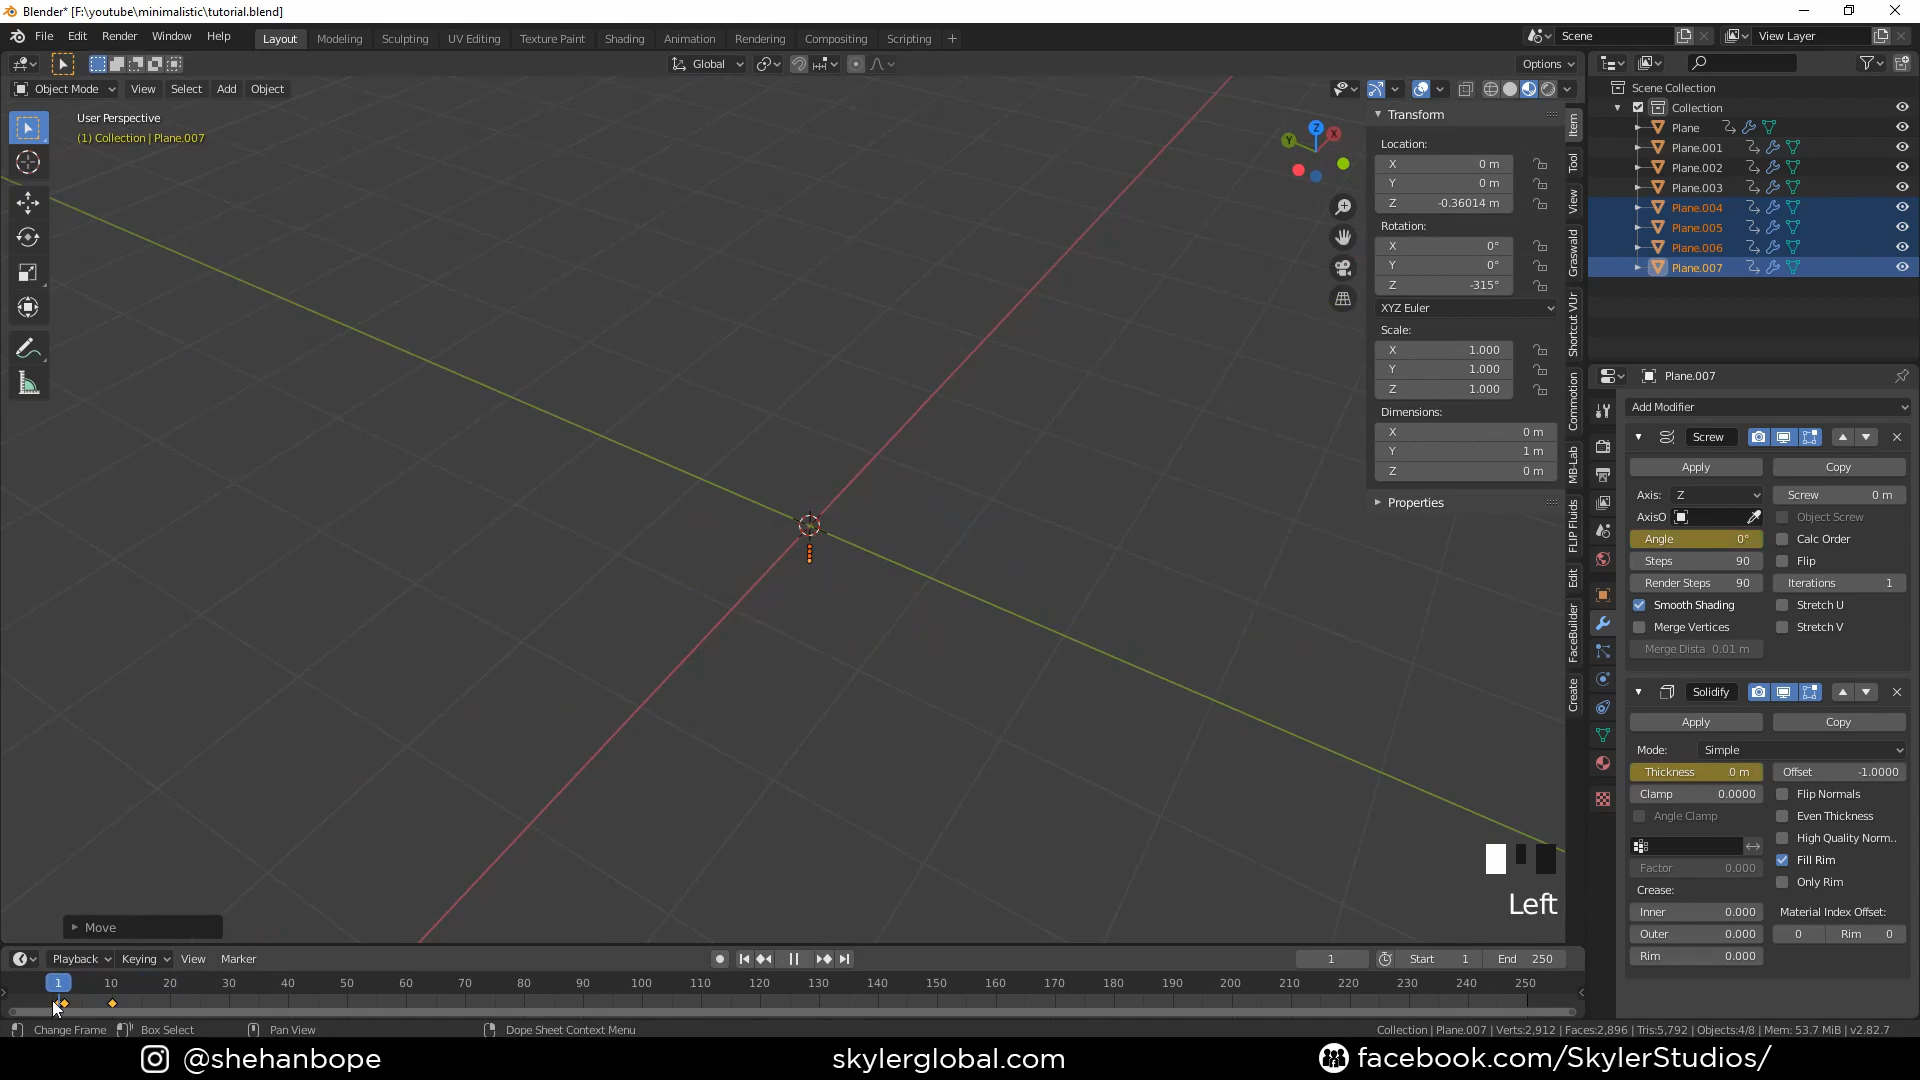 Blender* [F:\youtube\minimalistic\tutorial.blend]
File Edit Render Window Help
Layout Modeling Sculpting UV Editing Texture Paint Shading Animation Rendering Compositing Scripting +
Scene
View Layer
Global
Options
Object Mode View Select Add Object
User Perspective
(1) Collection | Plane.007
Z
Y
X
Transform
Location:
X 0 m
Y 0 m
Z -0.36014 m
Rotation:
X 0°
Y 0°
Z -315°
XYZ Euler
Scale:
X 1.000
Y 1.000
Z 1.000
Dimensions:
X 0 m
Y 1 m
Z 0 m
Properties
Item
Tool
View
Graswald
Shortcut VUr
Commotion
MB-Lab
FLIP Fluids
Edit
FaceBuilder
Create
Scene Collection
Collection
Plane
Plane.001
Plane.002
Plane.003
Plane.004
Plane.005
Plane.006
Plane.007
Plane.007
Add Modifier
Screw
Apply Copy
Axis: Z Screw 0 m
AxisO Object Screw
Angle 0° Calc Order
Steps 90 Flip
Render Steps 90 Iterations 1
Smooth Shading Stretch U
Merge Vertices Stretch V
Merge Dista 0.01 m
Solidify
Apply Copy
Mode: Simple
Thickness 0 m Offset -1.0000
Clamp 0.0000 Flip Normals
Angle Clamp Even Thickness
High Quality Norm..
Factor 0.000 Fill Rim
Crease: Only Rim
Inner 0.000 Material Index Offset:
Outer 0.000 0 Rim 0
Rim 0.000
Left
Move
Playback Keying View Marker
1 Start 1 End 250
1 10 20 30 40 50 60 70 80 90 100 110 120 130 140 150 160 170 180 190 200 210 220 230 240 250
Change Frame Box Select Pan View Dope Sheet Context Menu
Collection | Plane.007 | Verts:2,912 | Faces:2,896 | Tris:5,792 | Objects:4/8 | Mem: 53.7 MiB | v2.82.7
@shehanbope skylerglobal.com facebook.com/SkylerStudios/